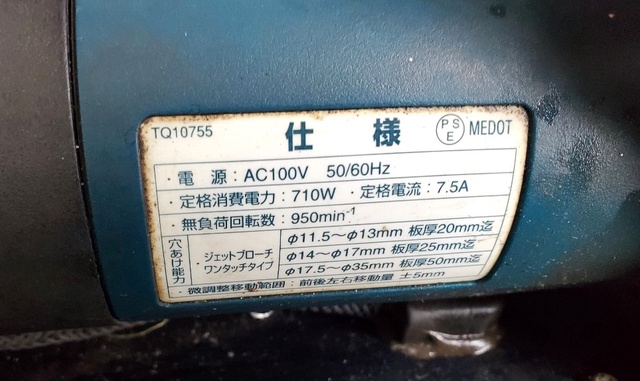 TQ10755 仕様 PSE MEDOT
・電源：AC100V 50/60Hz
・定格消費電力：710W ・定格電流：7.5A
・無負荷回転数：950min⁻¹
穴あけ能力
ジェットブローチ
ワンタッチタイプ
φ11.5～φ13mm 板厚20mm迄
φ14～φ17mm 板厚25mm迄
φ17.5～φ35mm 板厚50mm迄
・微調整移動範囲：前後左右移動量 ±5mm